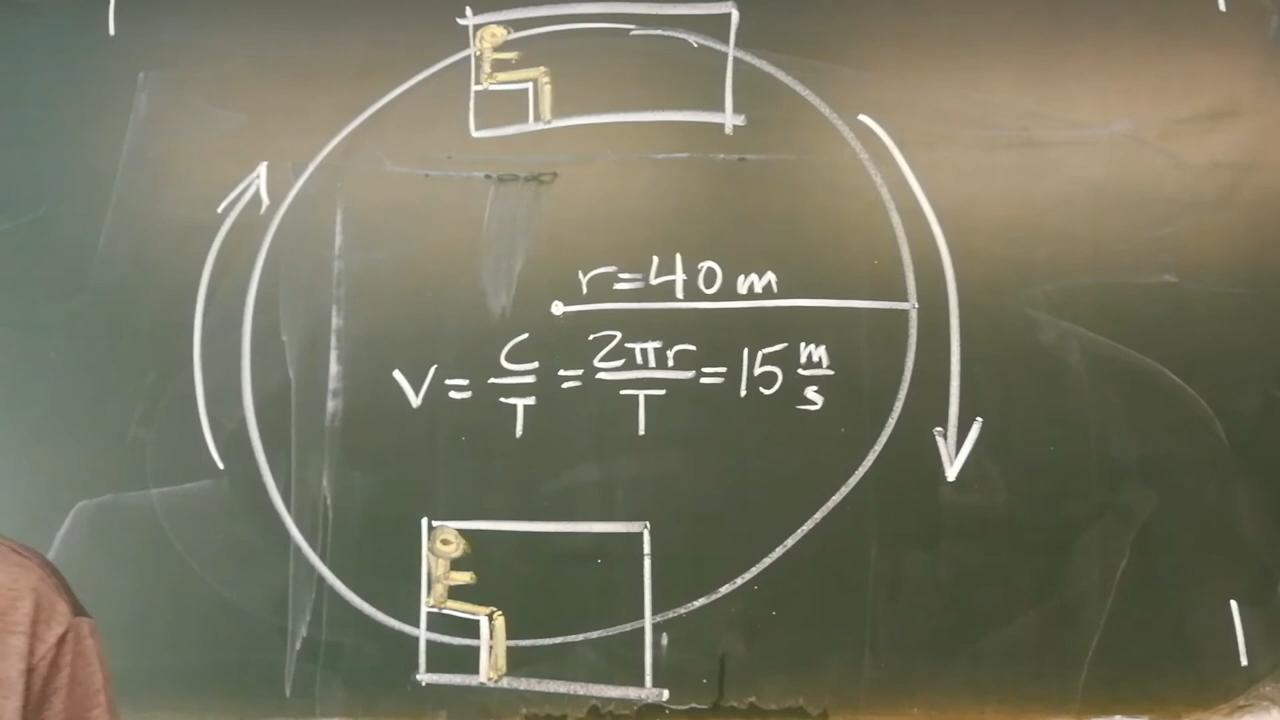 r=40m
V = C/T = 2πr/T = 15 m/s